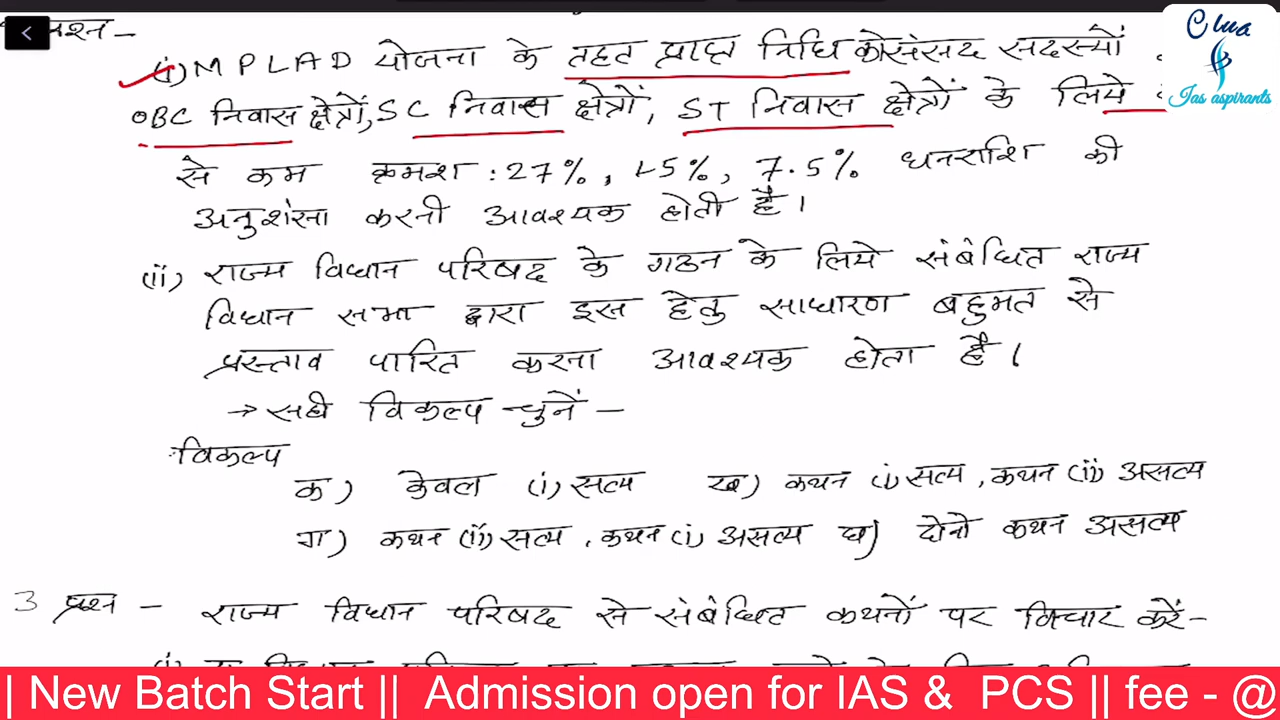 प्रश्न -
(i) MPLAD योजना के तहत प्राप्त निधि को संसद सदस्यों
OBC निवास क्षेत्रों, SC निवास क्षेत्रों, ST निवास क्षेत्रों के लिये
से कम क्रमश: 27%, 15%, 7.5% धनराशि की
अनुशंसा करनी आवश्यक होती है।
(ii) राज्य विधान परिषद के गठन के लिये संबंधित राज्य
विधान सभा द्वारा इस हेतु साधारण बहुमत से
प्रस्ताव पारित करना आवश्यक होता है।
→ सही विकल्प चुनें -
विकल्प
क) केवल (i) सत्य ख) कथन (i) सत्य, कथन (ii) असत्य
ग) कथन (ii) सत्य, कथन (i) असत्य घ) दोनो कथन असत्य
3 प्रश्न - राज्य विधान परिषद से संबंधित कथनों पर विचार करें-
(i)
Clua
Ias aspirants
| New Batch Start || Admission open for IAS & PCS || fee - @